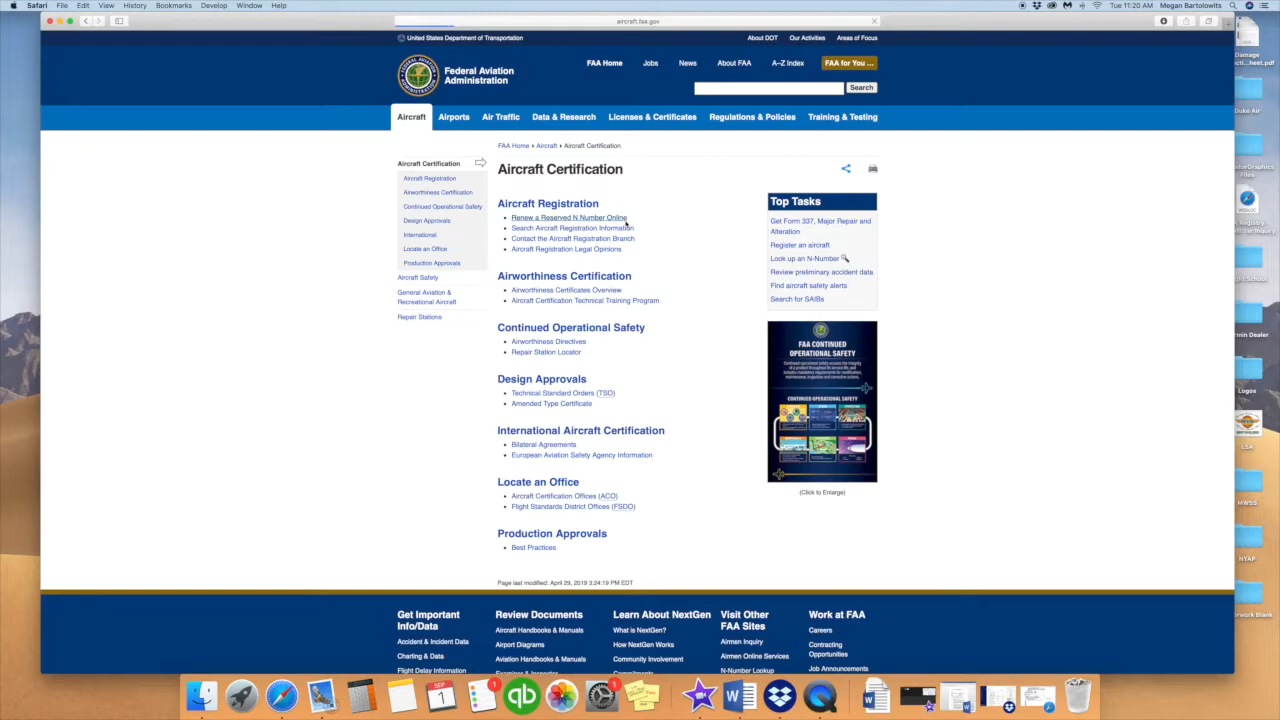 Safari File Edit View History Bookmarks Develop Window Help
Tue 11:20 AM Megan Bartolowits
aircraft.faa.gov
United States Department of Transportation
About DOT Our Activities Areas of Focus
Federal Aviation
Administration
FAA Home Jobs News About FAA A–Z Index FAA for You ...
Search
Aircraft Airports Air Traffic Data & Research Licenses & Certificates Regulations & Policies Training & Testing
FAA Home Aircraft Aircraft Certification
Aircraft Certification
Aircraft Registration
Airworthiness Certification
Continued Operational Safety
Design Approvals
International
Locate an Office
Production Approvals
Aircraft Safety
General Aviation &
Recreational Aircraft
Repair Stations
Aircraft Certification
Aircraft Registration
Renew a Reserved N Number Online
Search Aircraft Registration Information
Contact the Aircraft Registration Branch
Aircraft Registration Legal Opinions
Airworthiness Certification
Airworthiness Certificates Overview
Aircraft Certification Technical Training Program
Continued Operational Safety
Airworthiness Directives
Repair Station Locator
Design Approvals
Technical Standard Orders (TSO)
Amended Type Certificate
International Aircraft Certification
Bilateral Agreements
European Aviation Safety Agency Information
Locate an Office
Aircraft Certification Offices (ACO)
Flight Standards District Offices (FSDO)
Production Approvals
Best Practices
Page last modified: April 29, 2019 3:24:19 PM EDT
Top Tasks
Get Form 337, Major Repair and
Alteration
Register an aircraft
Look up an N-Number
Review preliminary accident data
Find aircraft safety alerts
Search for SAIBs
FAA CONTINUED
OPERATIONAL SAFETY
CONTINUED OPERATIONAL SAFETY
(Click to Enlarge)
Get Important
Info/Data
Accident & Incident Data
Charting & Data
Flight Delay Information
Review Documents
Aircraft Handbooks & Manuals
Airport Diagrams
Aviation Handbooks & Manuals
Learn About NextGen
What is NextGen?
How NextGen Works
Community Involvement
Visit Other
FAA Sites
Airmen Inquiry
Airmen Online Services
N-Number Lookup
Work at FAA
Careers
Contracting
Opportunities
Job Announcements
Damage
Duke Air
Files
Logos
MWSS
NYAP
SEP
1
1
1